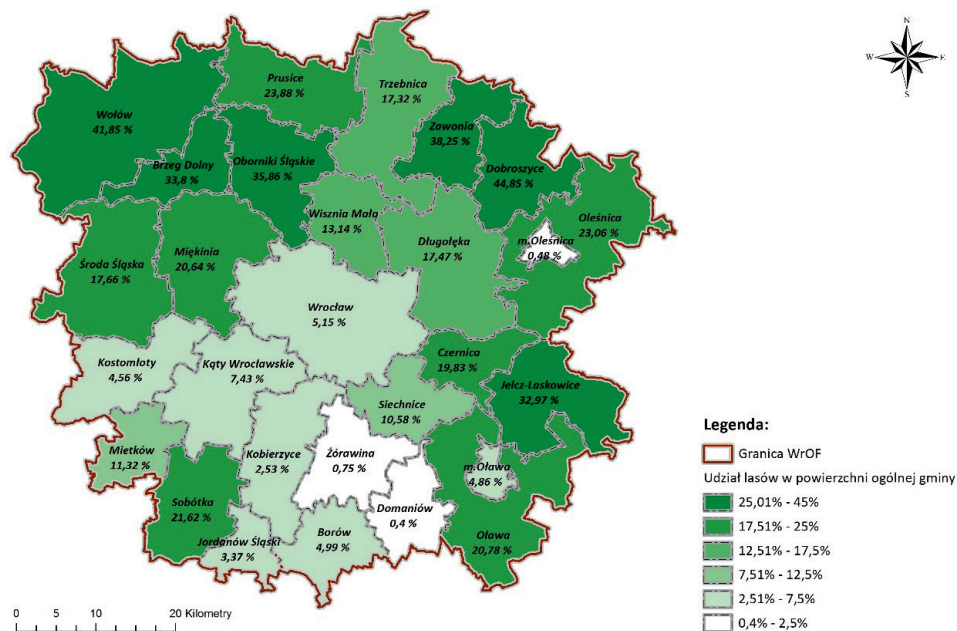 N
W
E
S
Prusice
23,88 %
Trzebnica
17,32 %
Wołów
41,85 %
Zawonia
38,25 %
Brzeg Dolny
33,8 %
Oborniki Śląskie
35,86 %
Dobroszyce
44,85 %
Wisznia Mała
13,14 %
Oleśnica
23,06 %
Długołęka
17,47 %
m.Oleśnica
0,48 %
Środa Śląska
17,66 %
Miękinia
20,64 %
Wrocław
5,15 %
Kostomłoty
4,56 %
Kąty Wrocławskie
7,43 %
Czernica
19,83 %
Jelcz-Laskowice
32,97 %
Siechnice
10,58 %
Mietków
11,32 %
Kobierzyce
2,53 %
Żórawina
0,75 %
m.Oława
4,86 %
Sobótka
21,62 %
Domaniów
0,4 %
Jordanów Śląski
3,37 %
Borów
4,99 %
Oława
20,78 %
Legenda:
Granica WrOF
Udział lasów w powierzchni ogólnej gminy
25,01% - 45%
17,51% - 25%
12,51% - 17,5%
7,51% - 12,5%
2,51% - 7,5%
0,4% - 2,5%
0 5 10 20 Kilometry